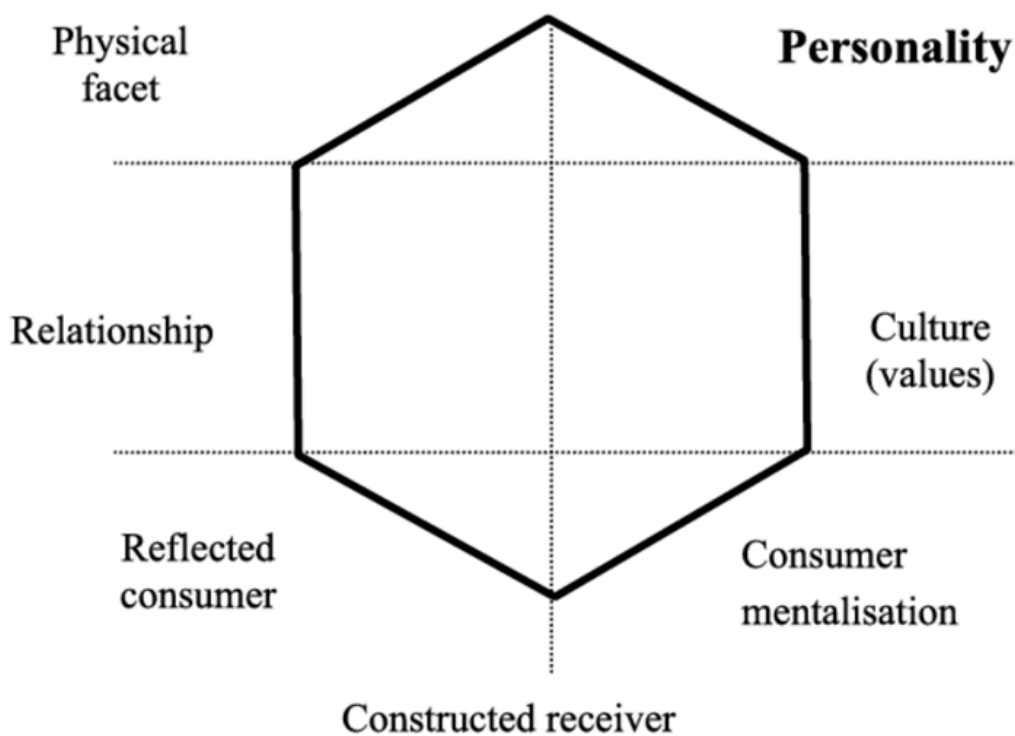 Physical
facet
Personality
Relationship
Culture
(values)
Reflected
consumer
Consumer
mentalisation
Constructed receiver